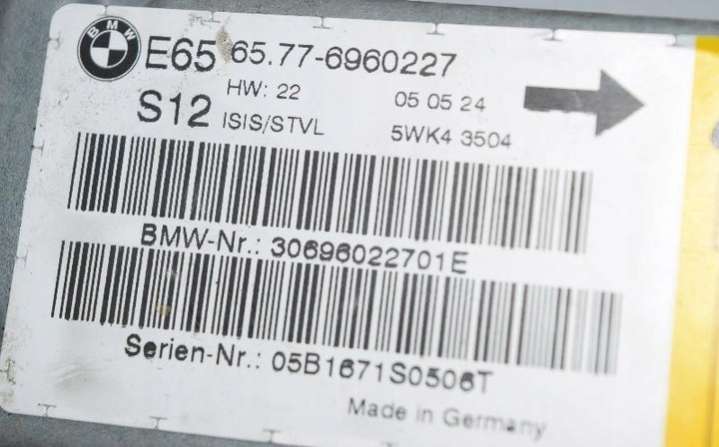 BMW
E65 65.77-6960227
HW: 22 05 05 24
S12 ISIS/STVL 5WK4 3504
BMW-Nr.: 30696022701E
Serien-Nr.: 05B1671S0506T
Made in Germany